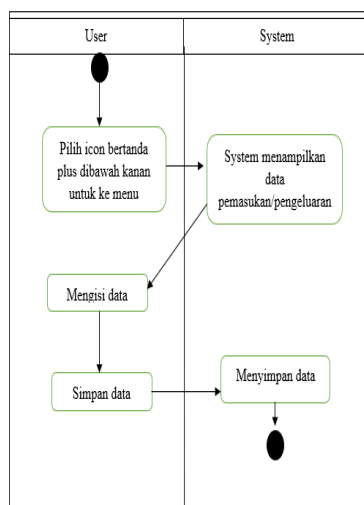 User
System
Pilih icon bertanda
plus dibawah kanan
untuk ke menu
System menampilkan
data
pemasukan/pengeluaran
Mengisi data
Simpan data
Menyimpan data